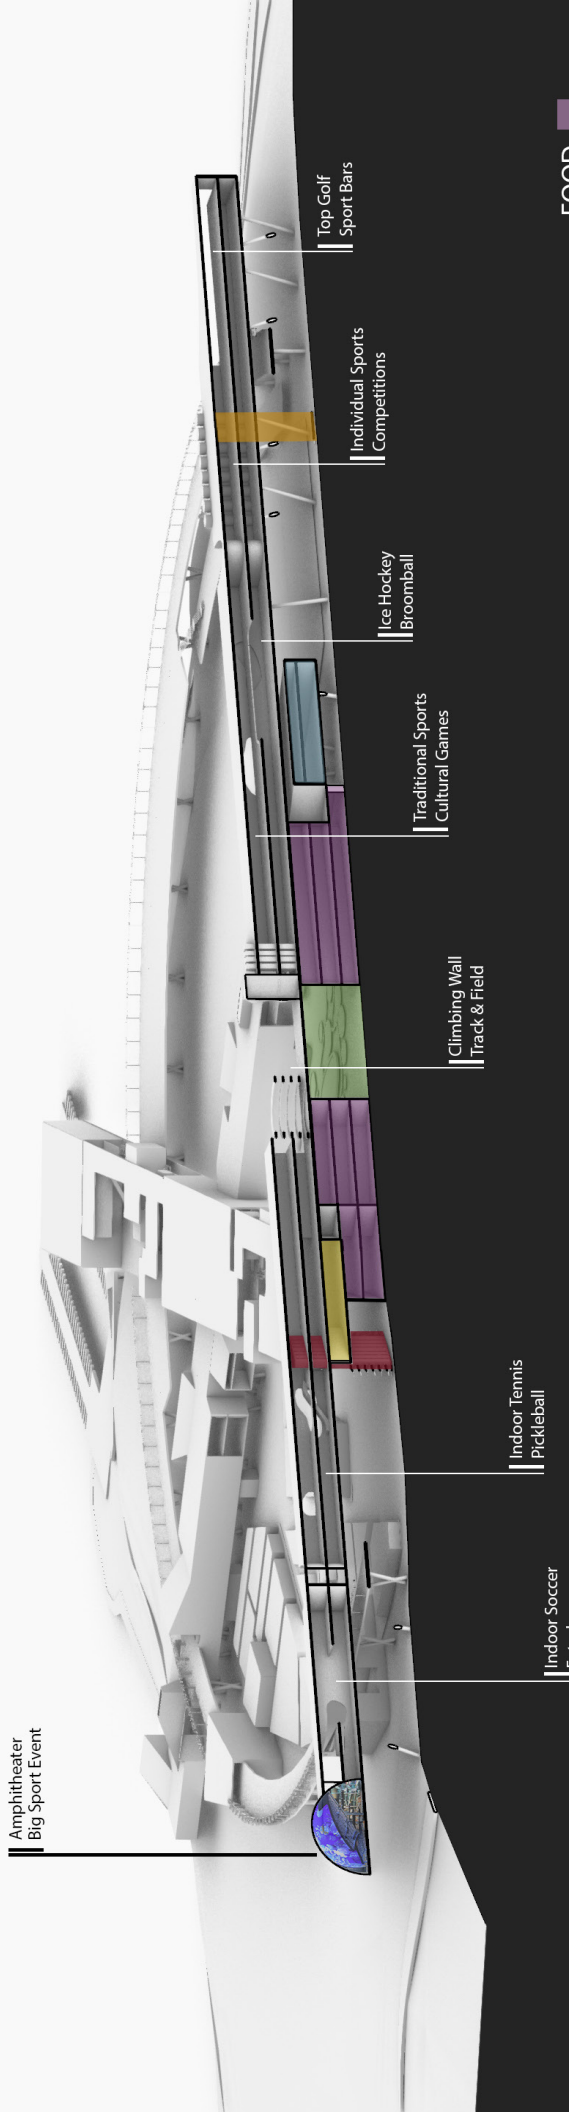 Amphitheater
Big Sport Event
Indoor Soccer
Indoor Tennis
Pickleball
Climbing Wall
Track & Field
Traditional Sports
Cultural Games
Ice Hockey
Broomball
Individual Sports
Competitions
Top Golf
Sport Bars
FOOD